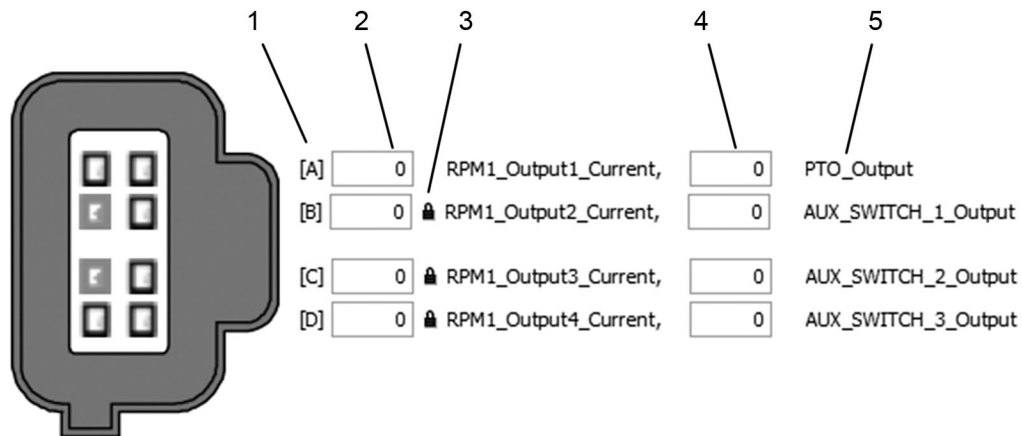 1 2 3 4 5
[A] 0 RPM1_Output1_Current, 0 PTO_Output
[B] 0 RPM1_Output2_Current, 0 AUX_SWITCH_1_Output
[C] 0 RPM1_Output3_Current, 0 AUX_SWITCH_2_Output
[D] 0 RPM1_Output4_Current, 0 AUX_SWITCH_3_Output